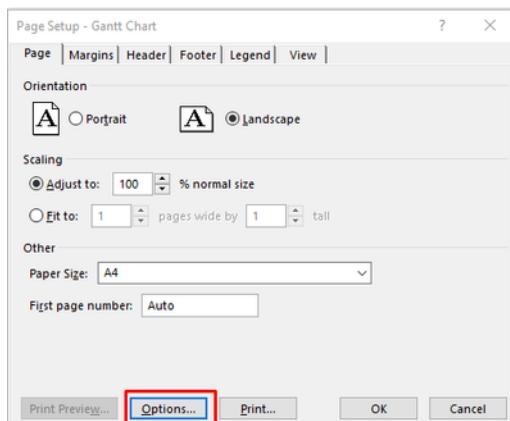 Page Setup - Gantt Chart ? ×
Page Margins Header Footer Legend View
Orientation
A Portrait A Landscape
Scaling
Adjust to: 100 % normal size
Fit to: 1 pages wide by 1 tall
Other
Paper Size: A4
First page number: Auto
Print Preview... Options... Print... OK Cancel